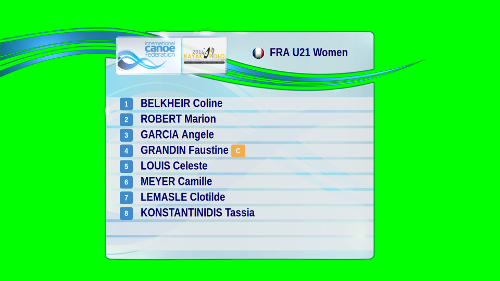 international
canoe
federation
FRA U21 Women
1 BELKHEIR Coline
2 ROBERT Marion
3 GARCIA Angele
4 GRANDIN Faustine C
5 LOUIS Celeste
6 MEYER Camille
7 LEMASLE Clotilde
8 KONSTANTINIDIS Tassia